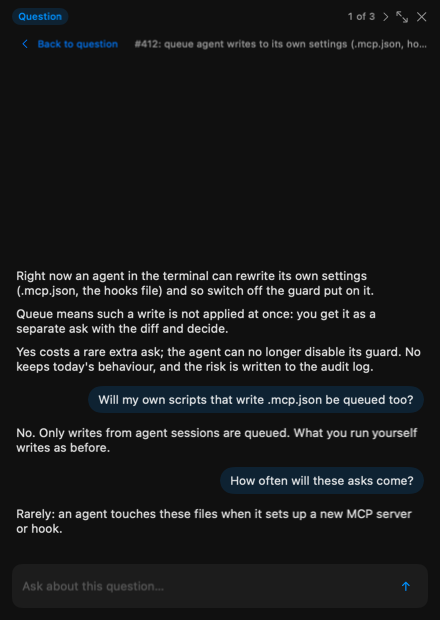 Question
1 of 3
Back to question
#412: queue agent writes to its own settings (.mcp.json, ho...
Right now an agent in the terminal can rewrite its own settings
(.mcp.json, the hooks file) and so switch off the guard put on it.
Queue means such a write is not applied at once: you get it as a
separate ask with the diff and decide.
Yes costs a rare extra ask; the agent can no longer disable its guard. No
keeps today's behaviour, and the risk is written to the audit log.
Will my own scripts that write .mcp.json be queued too?
No. Only writes from agent sessions are queued. What you run yourself
writes as before.
How often will these asks come?
Rarely: an agent touches these files when it sets up a new MCP server
or hook.
Ask about this question...